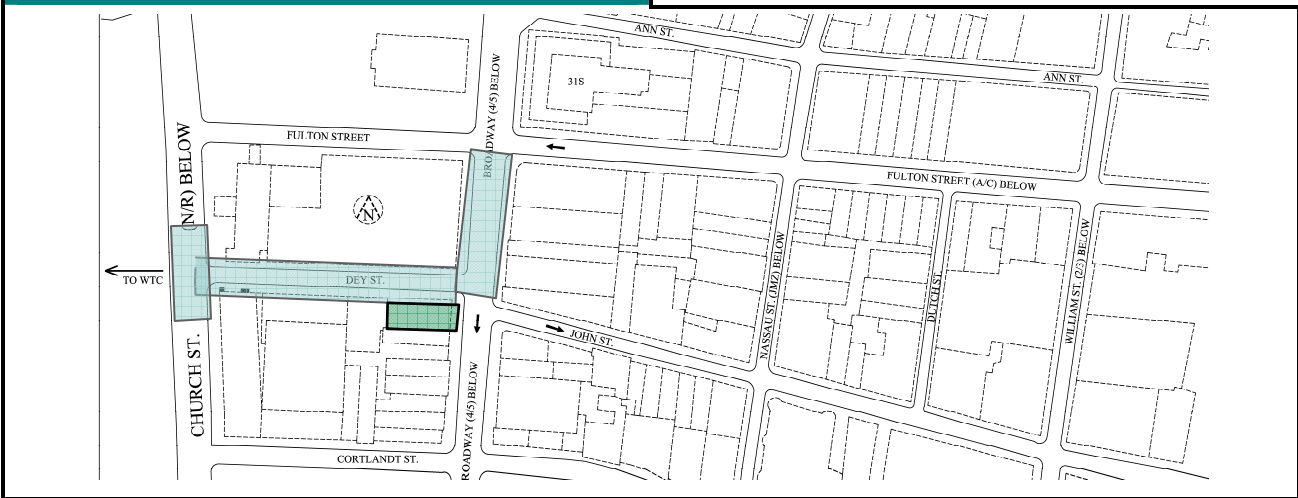 ANN ST.
ANN ST.
31S
BROADWAY (4/5) BELOW
(N/R) BELOW
FULTON STREET
FULTON STREET (A/C) BELOW
N
DEY ST.
TO WTC
CHURCH ST.
JOHN ST.
NASSAU ST. (JMZ) BELOW
DUTCH ST.
WILLIAM ST. (2/3) BELOW
ROADWAY (4/5) BELOW
CORTLANDT ST.